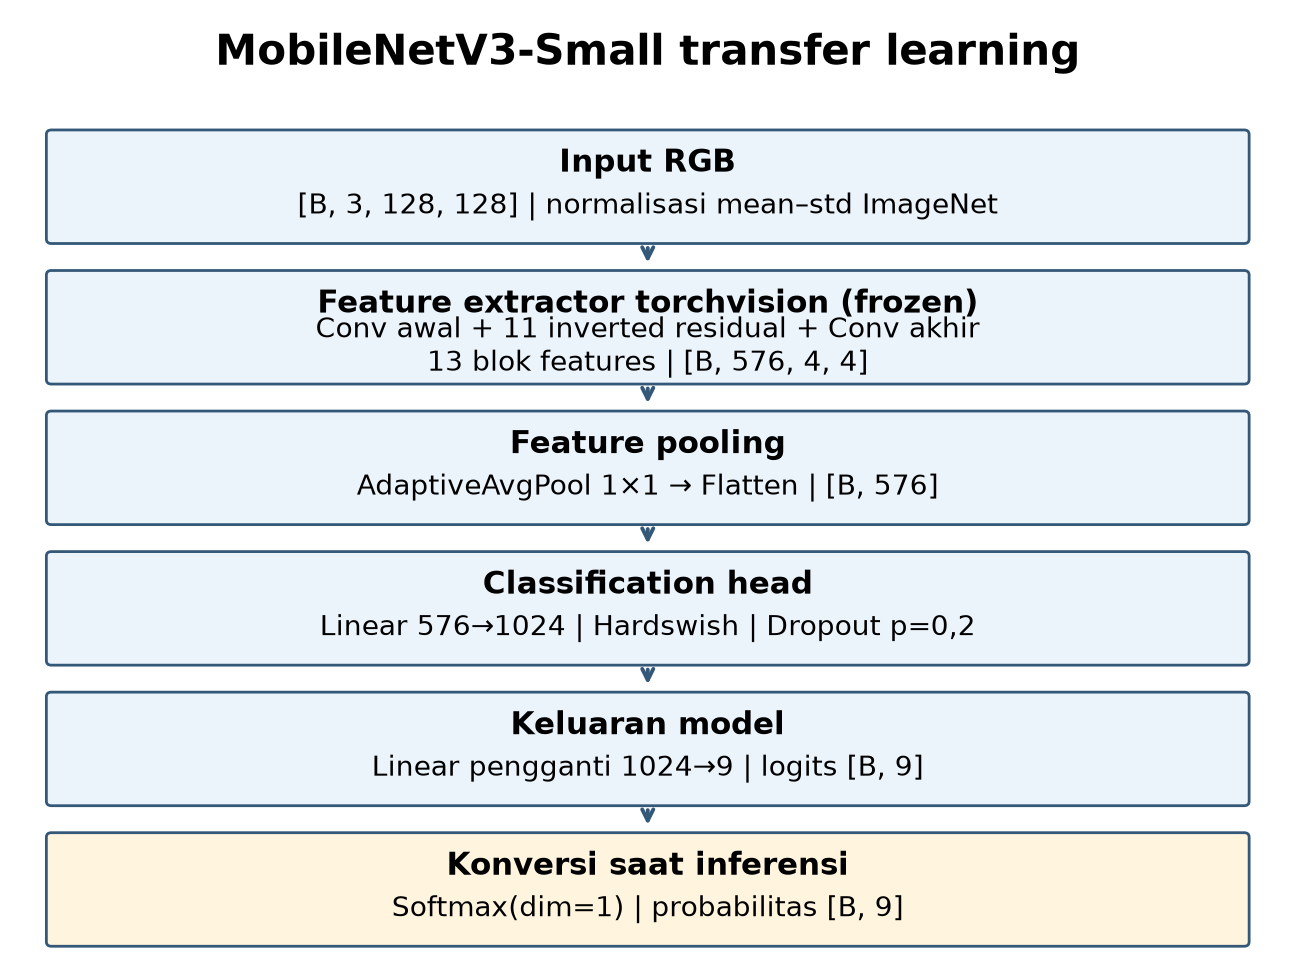 MobileNetV3-Small transfer learning
Input RGB
[B, 3, 128, 128] | normalisasi mean–std ImageNet
Feature extractor torchvision (frozen)
Conv awal + 11 inverted residual + Conv akhir
13 blok features | [B, 576, 4, 4]
Feature pooling
AdaptiveAvgPool 1×1 → Flatten | [B, 576]
Classification head
Linear 576→1024 | Hardswish | Dropout p=0,2
Keluaran model
Linear pengganti 1024→9 | logits [B, 9]
Konversi saat inferensi
Softmax(dim=1) | probabilitas [B, 9]